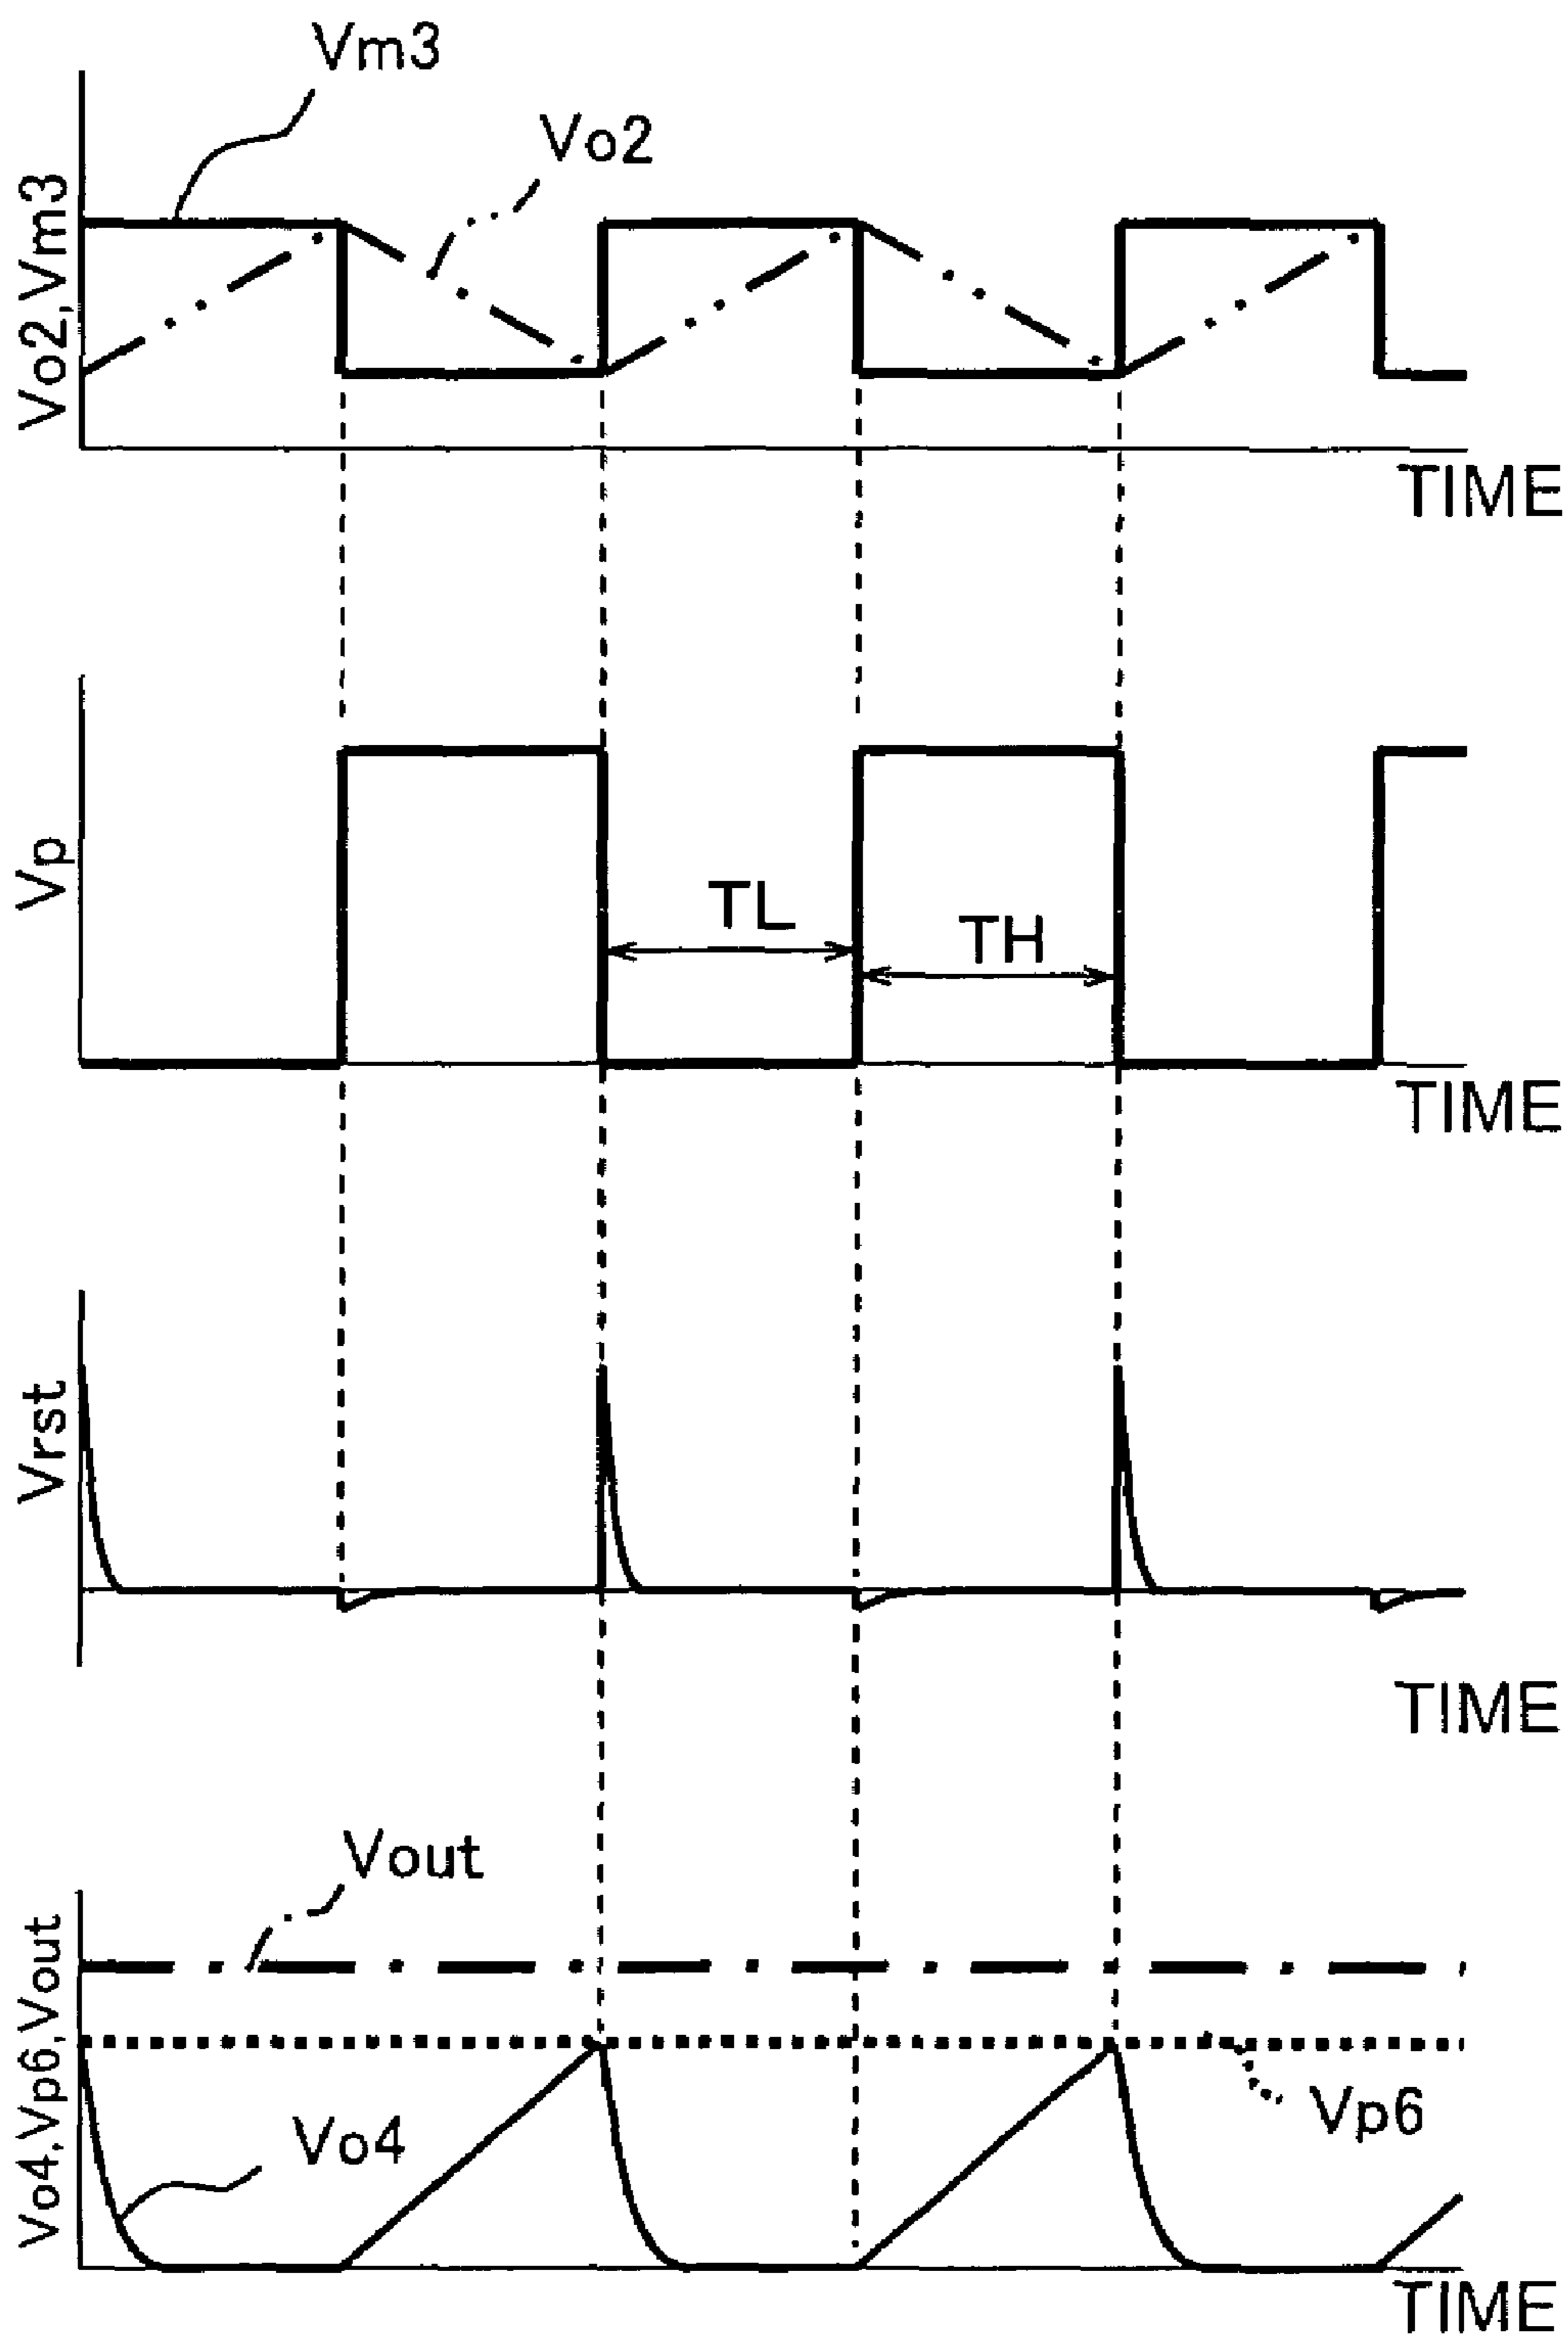 Vm3
Vo2
Vo2,Vm3
TIME
Vp
TL
TH
TIME
Vrst
TIME
Vout
Vo4,Vp6,Vout
Vo4
Vp6
TIME